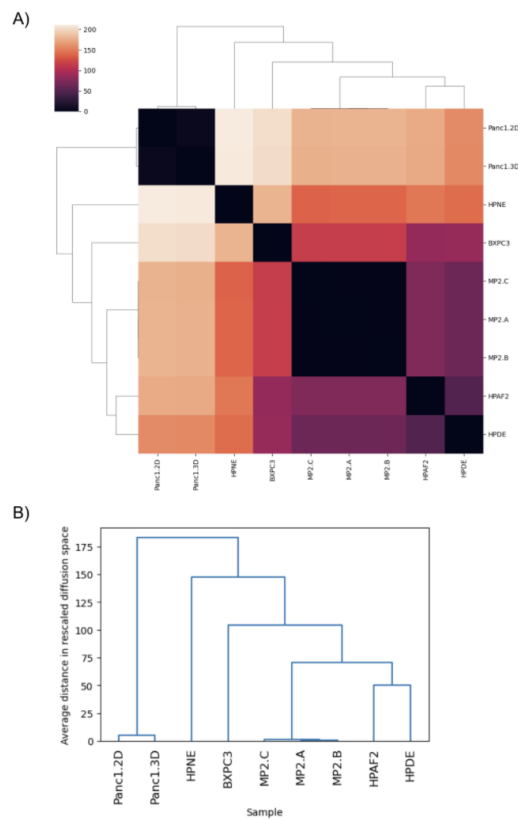 A)
200
150
100
50
0
Panc1.2D
Panc1.3D
HPNE
BXPC3
MP2.C
MP2.A
MP2.B
HPAF2
HPDE
Panc1.2D
Panc1.3D
HPNE
BXPC3
MP2.C
MP2.A
MP2.B
HPAF2
HPDE
B)
Average distance in rescaled diffusion space
175
150
125
100
75
50
25
0
Panc1.2D
Panc1.3D
HPNE
BXPC3
MP2.C
MP2.A
MP2.B
HPAF2
HPDE
Sample